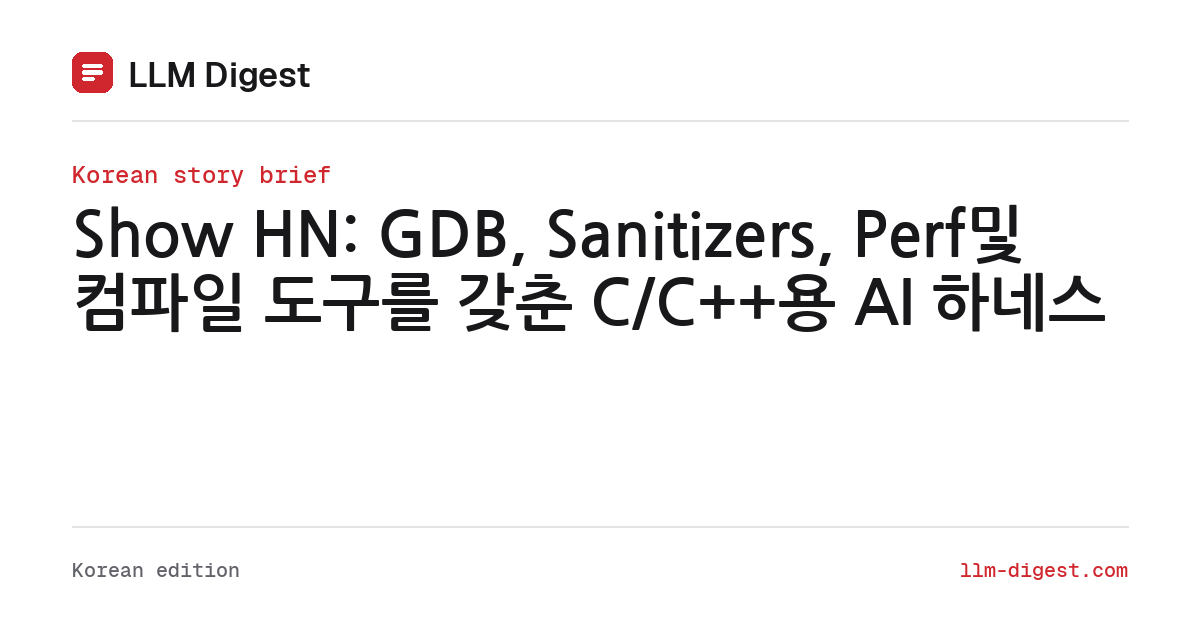 LLM Digest
Korean story brief
Show HN: GDB, Sanitizers, Perf및
컴파일 도구를 갖춘 C/C++용 AI 하네스
Korean edition
llm-digest.com